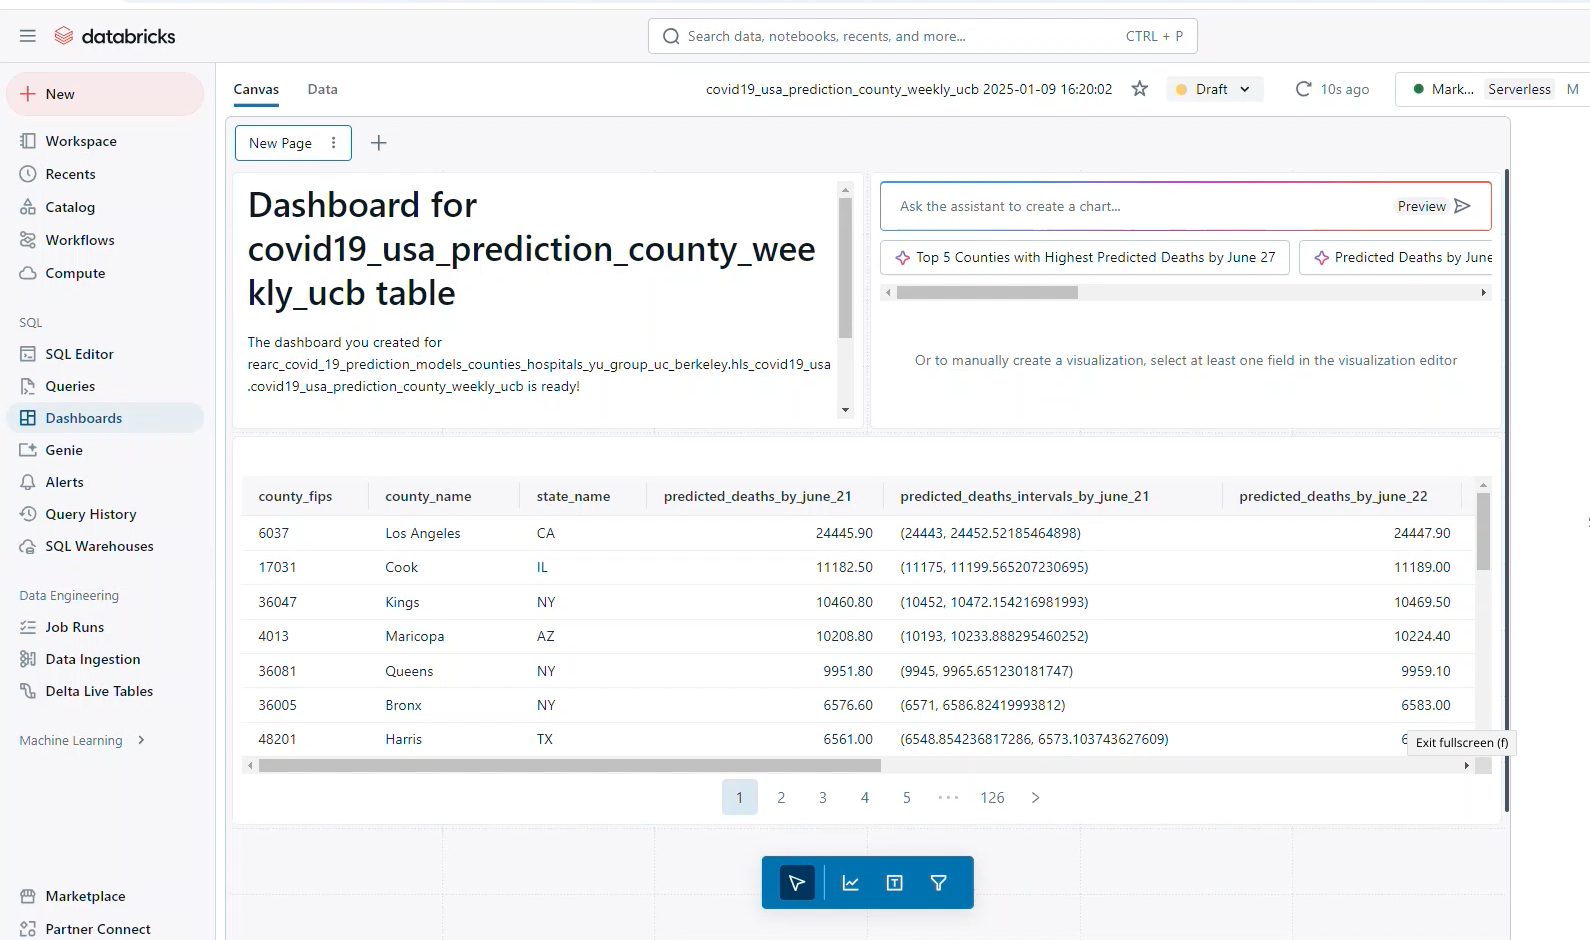 databricks
Search data, notebooks, recents, and more...
CTRL + P
New
Workspace
Recents
Catalog
Workflows
Compute
SQL
SQL Editor
Queries
Dashboards
Genie
Alerts
Query History
SQL Warehouses
Data Engineering
Job Runs
Data Ingestion
Delta Live Tables
Machine Learning
Marketplace
Partner Connect
Canvas
Data
covid19_usa_prediction_county_weekly_ucb 2025-01-09 16:20:02
Draft
10s ago
Mark...
Serverless
M
New Page
Dashboard for
covid19_usa_prediction_county_wee
kly_ucb table
The dashboard you created for
rearc_covid_19_prediction_models_counties_hospitals_yu_group_uc_berkeley.hls_covid19_usa
.covid19_usa_prediction_county_weekly_ucb is ready!
Ask the assistant to create a chart...
Preview
Top 5 Counties with Highest Predicted Deaths by June 27
Predicted Deaths by June
Or to manually create a visualization, select at least one field in the visualization editor
county_fips county_name state_name predicted_deaths_by_june_21 predicted_deaths_intervals_by_june_21 predicted_deaths_by_june_22
6037 Los Angeles CA 24445.90 (24443, 24452.52185464898) 24447.90
17031 Cook IL 11182.50 (11175, 11199.565207230695) 11189.00
36047 Kings NY 10460.80 (10452, 10472.154216981993) 10469.50
4013 Maricopa AZ 10208.80 (10193, 10233.888295460252) 10224.40
36081 Queens NY 9951.80 (9945, 9965.651230181747) 9959.10
36005 Bronx NY 6576.60 (6571, 6586.82419993812) 6583.00
48201 Harris TX 6561.00 (6548.854236817286, 6573.103743627609)
Exit fullscreen (f)
1 2 3 4 5 ... 126